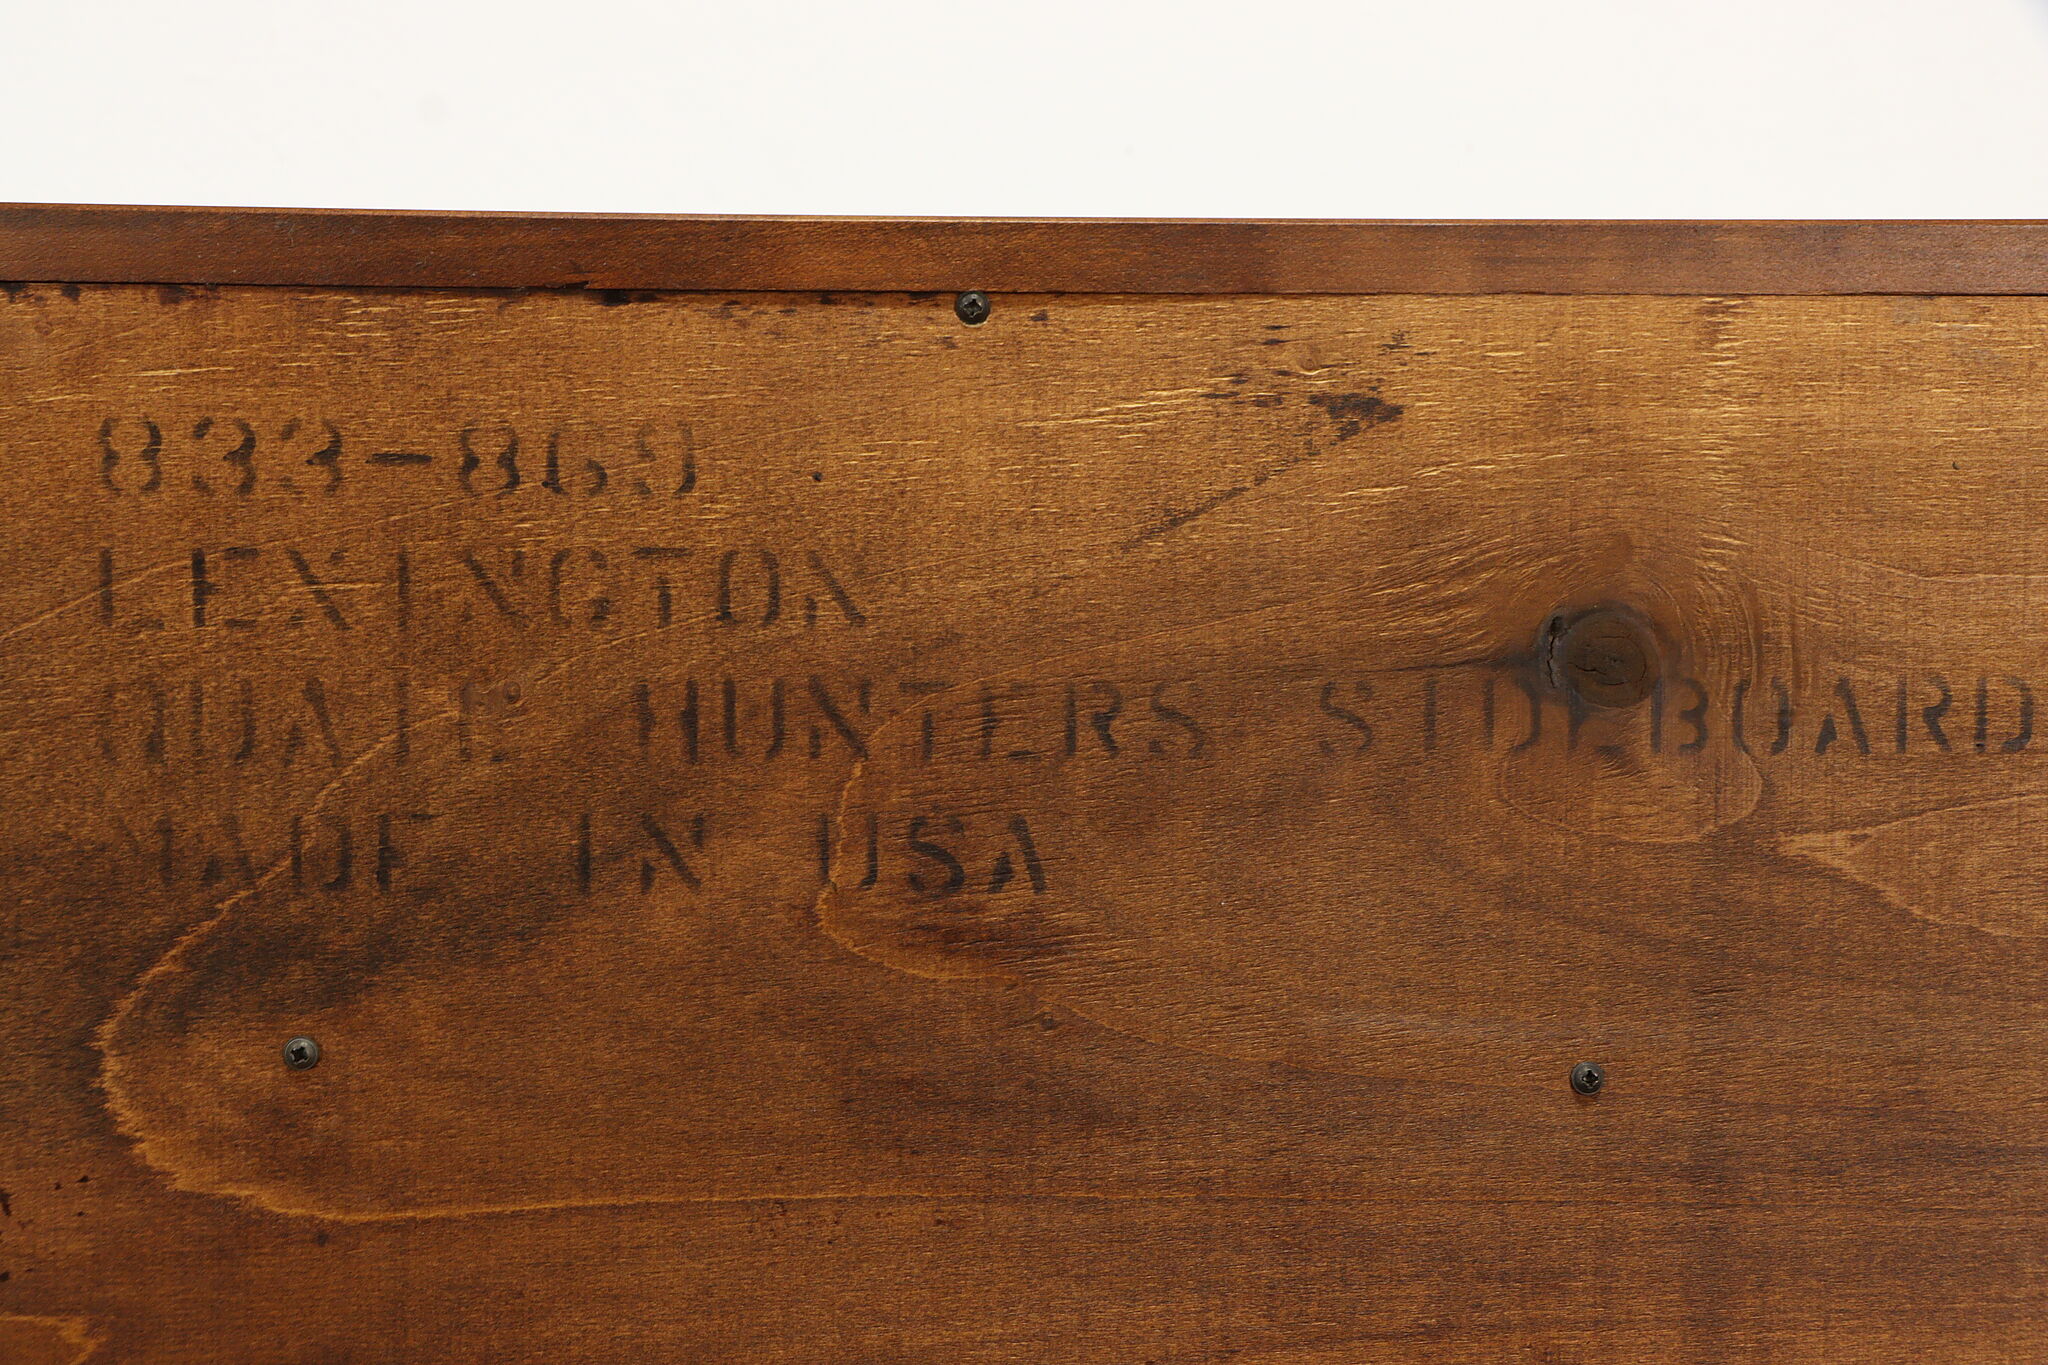 833-869
LEXINGTON
QUAIL HUNTERS SIDEBOARD
MADE IN USA